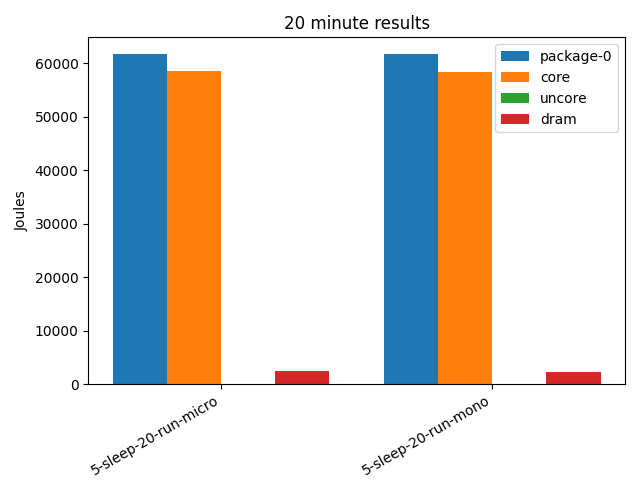 20 minute results
package-0
core
uncore
dram
Joules
60000
50000
40000
30000
20000
10000
0
5-sleep-20-run-micro
5-sleep-20-run-mono